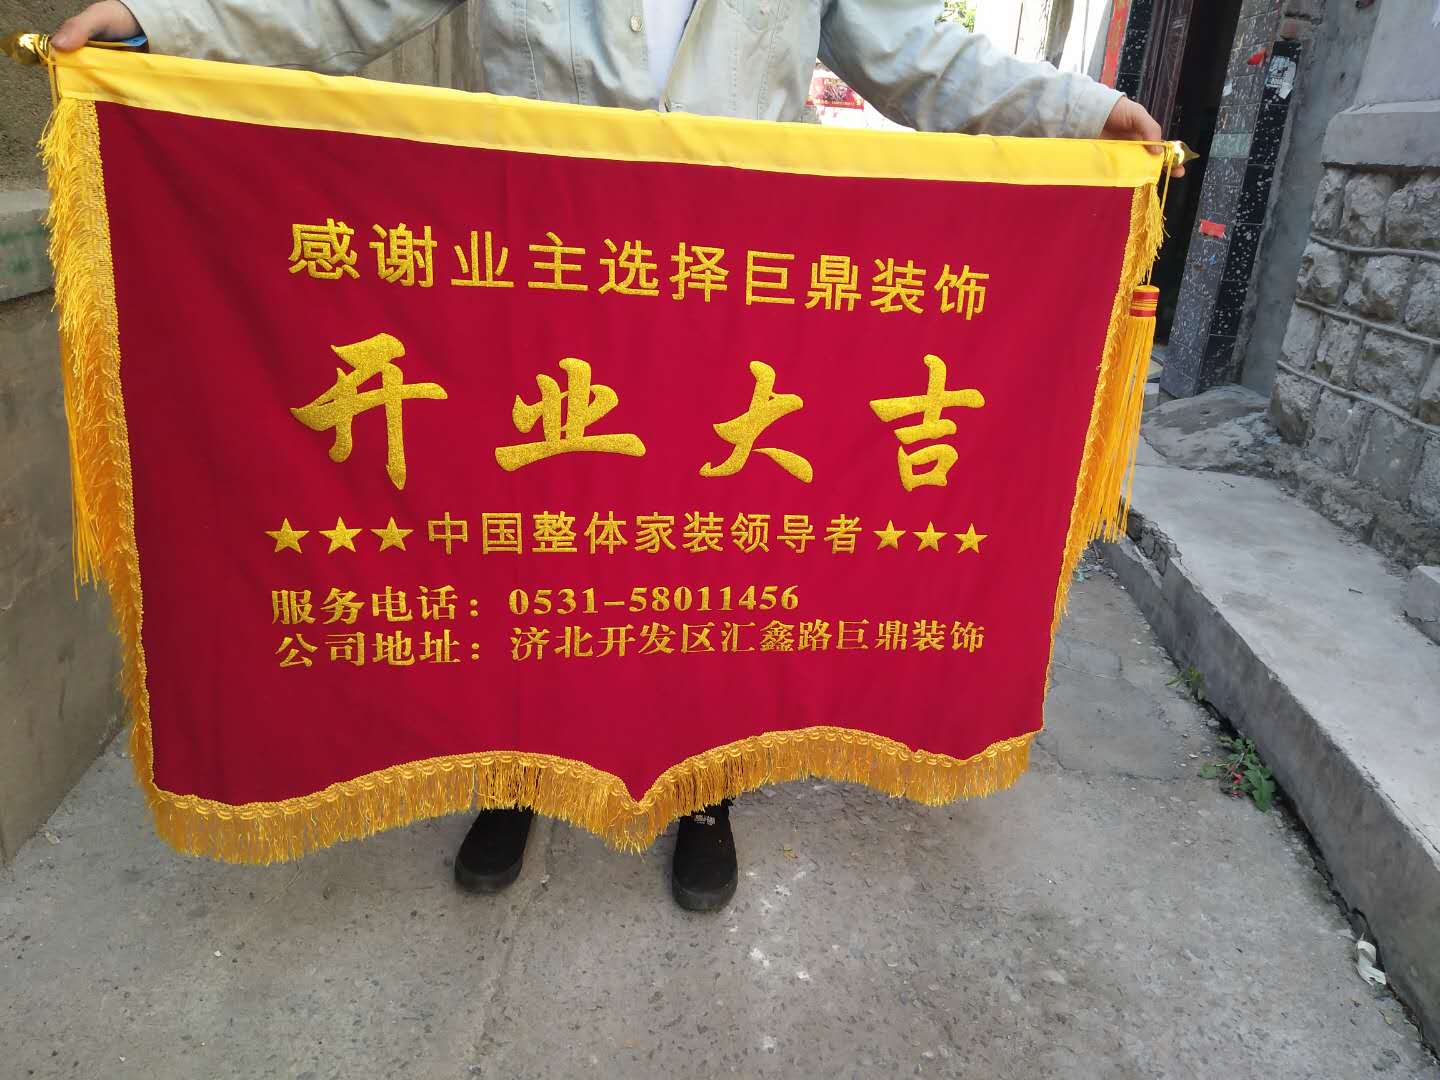 感谢业主选择巨鼎装饰
开业大吉
★★★中国整体家装领导者★★★
服务电话：0531-58011456
公司地址：济北开发区汇鑫路巨鼎装饰